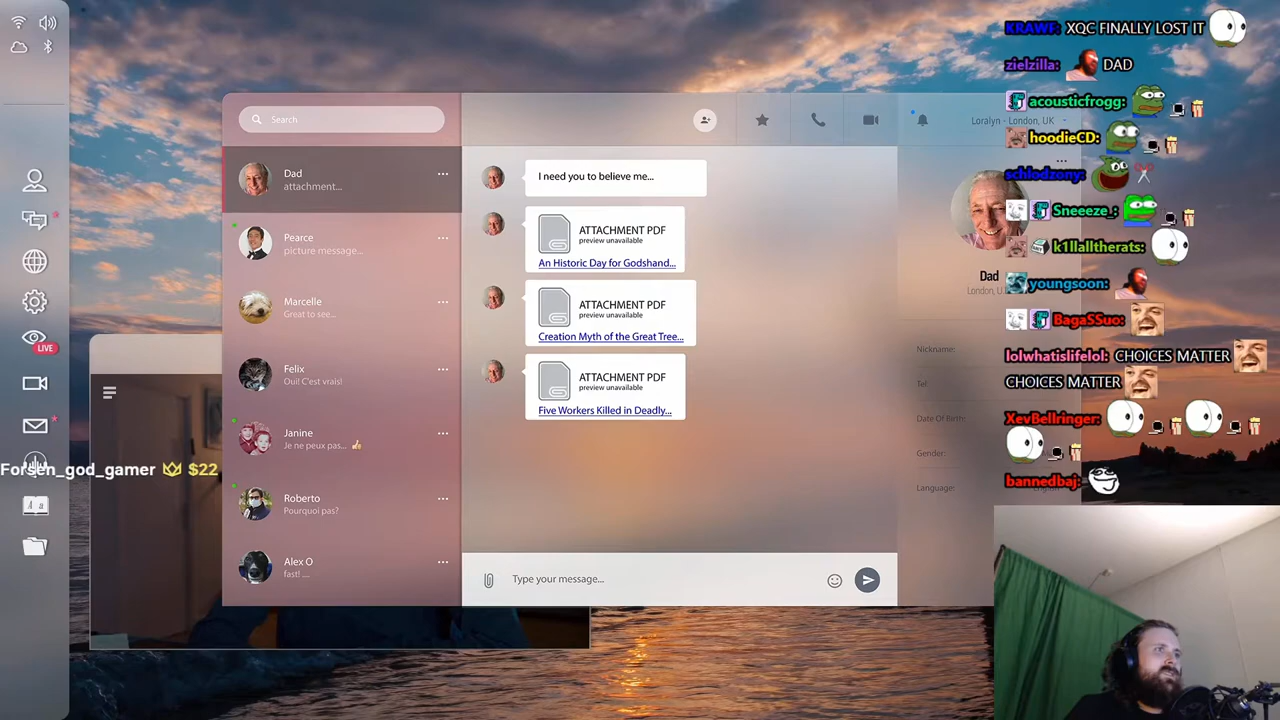 Search
Dad
attachment...
Pearce
picture message...
Marcelle
Great to see...
Felix
Oui! C'est vrais!
Janine
Je ne peux pas...
Roberto
Pourquoi pas?
Alex O
fast! ....
LIVE
Forsen_god_gamer $22
I need you to believe me...
ATTACHMENT PDF
preview unavailable
An Historic Day for Godshand...
ATTACHMENT PDF
preview unavailable
Creation Myth of the Great Tree...
ATTACHMENT PDF
preview unavailable
Five Workers Killed in Deadly...
Type your message...
Loralyn - London, UK
Dad
London, U
Nickname:
Tel:
Date Of Birth:
Gender:
Language:
KRAWF: XQC FINALLY LOST IT
zielzilla: DAD
acousticfrogg:
hoodieCD:
schlodzony:
Sneeeze_:
k1llalltherats:
youngsoon:
BagaSSuo:
lolwhatislifelol: CHOICES MATTER
CHOICES MATTER
XevBellringer:
bannedbaj: